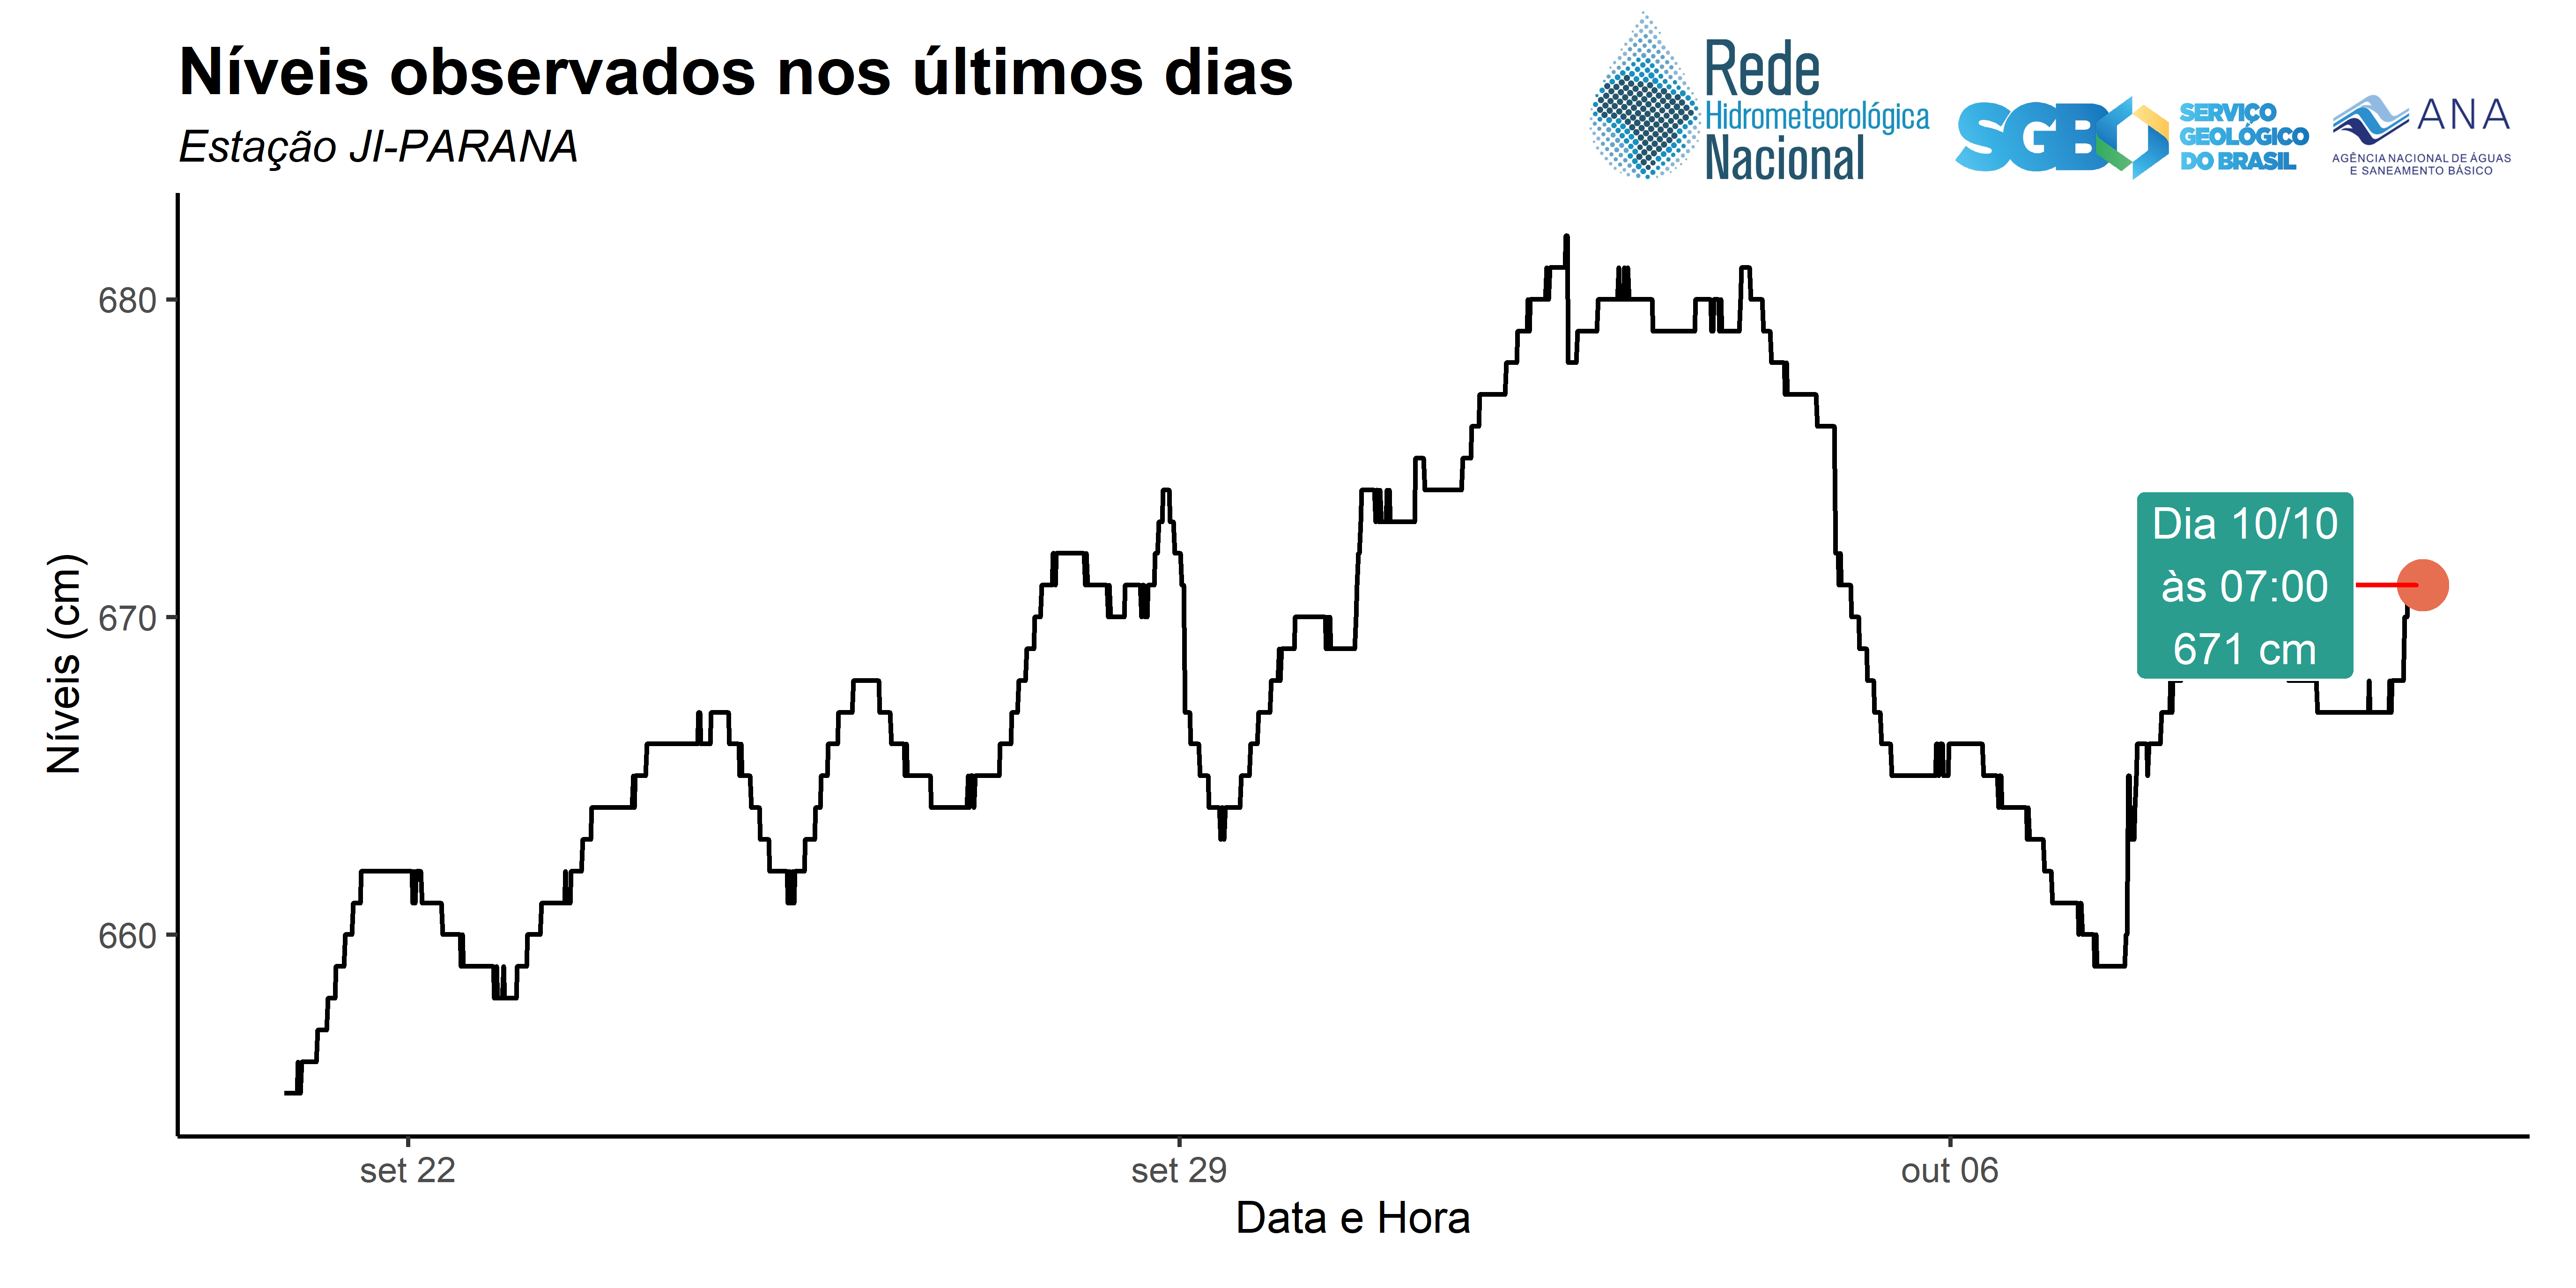 Níveis observados nos últimos dias
Estação JI-PARANA
Rede
Hidrometeorológica
Nacional
SGB
SERVIÇO
GEOLÓGICO
DO BRASIL
ANA
AGÊNCIA NACIONAL DE ÁGUAS
E SANEAMENTO BÁSICO
Níveis (cm)
680
670
660
Dia 10/10
às 07:00
671 cm
set 22
set 29
out 06
Data e Hora